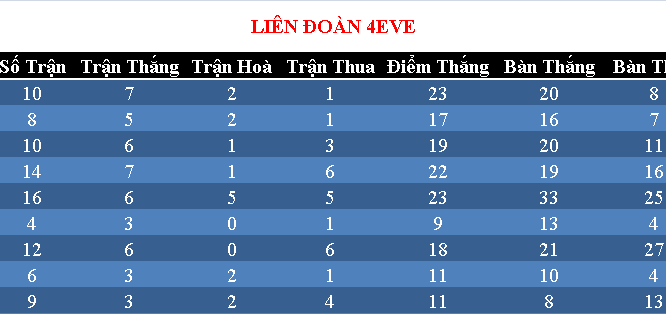 LIÊN ĐOÀN 4EVE
Số Trận Trận Thắng Trận Hoà Trận Thua Điểm Thắng Bàn Thắng Bàn
10 7 2 1 23 20 8
8 5 2 1 17 16 7
10 6 1 3 19 20 11
14 7 1 6 22 19 16
16 6 5 5 23 33 25
4 3 0 1 9 13 4
12 6 0 6 18 21 27
6 3 2 1 11 10 4
9 3 2 4 11 8 13